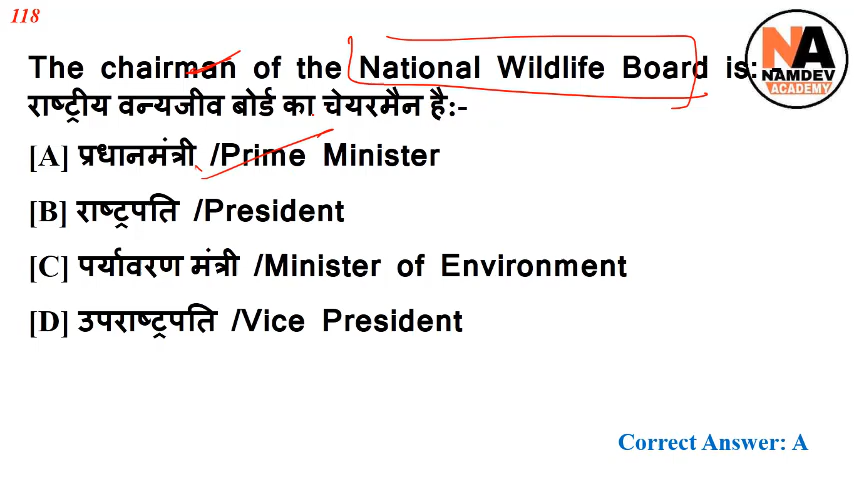 118
The chairman of the National Wildlife Board is:-
राष्ट्रीय वन्यजीव बोर्ड का चेयरमैन है:-
[A] प्रधानमंत्री /Prime Minister
[B] राष्ट्रपति /President
[C] पर्यावरण मंत्री /Minister of Environment
[D] उपराष्ट्रपति /Vice President
Correct Answer: A
NA
NAMDEV
ACADEMY